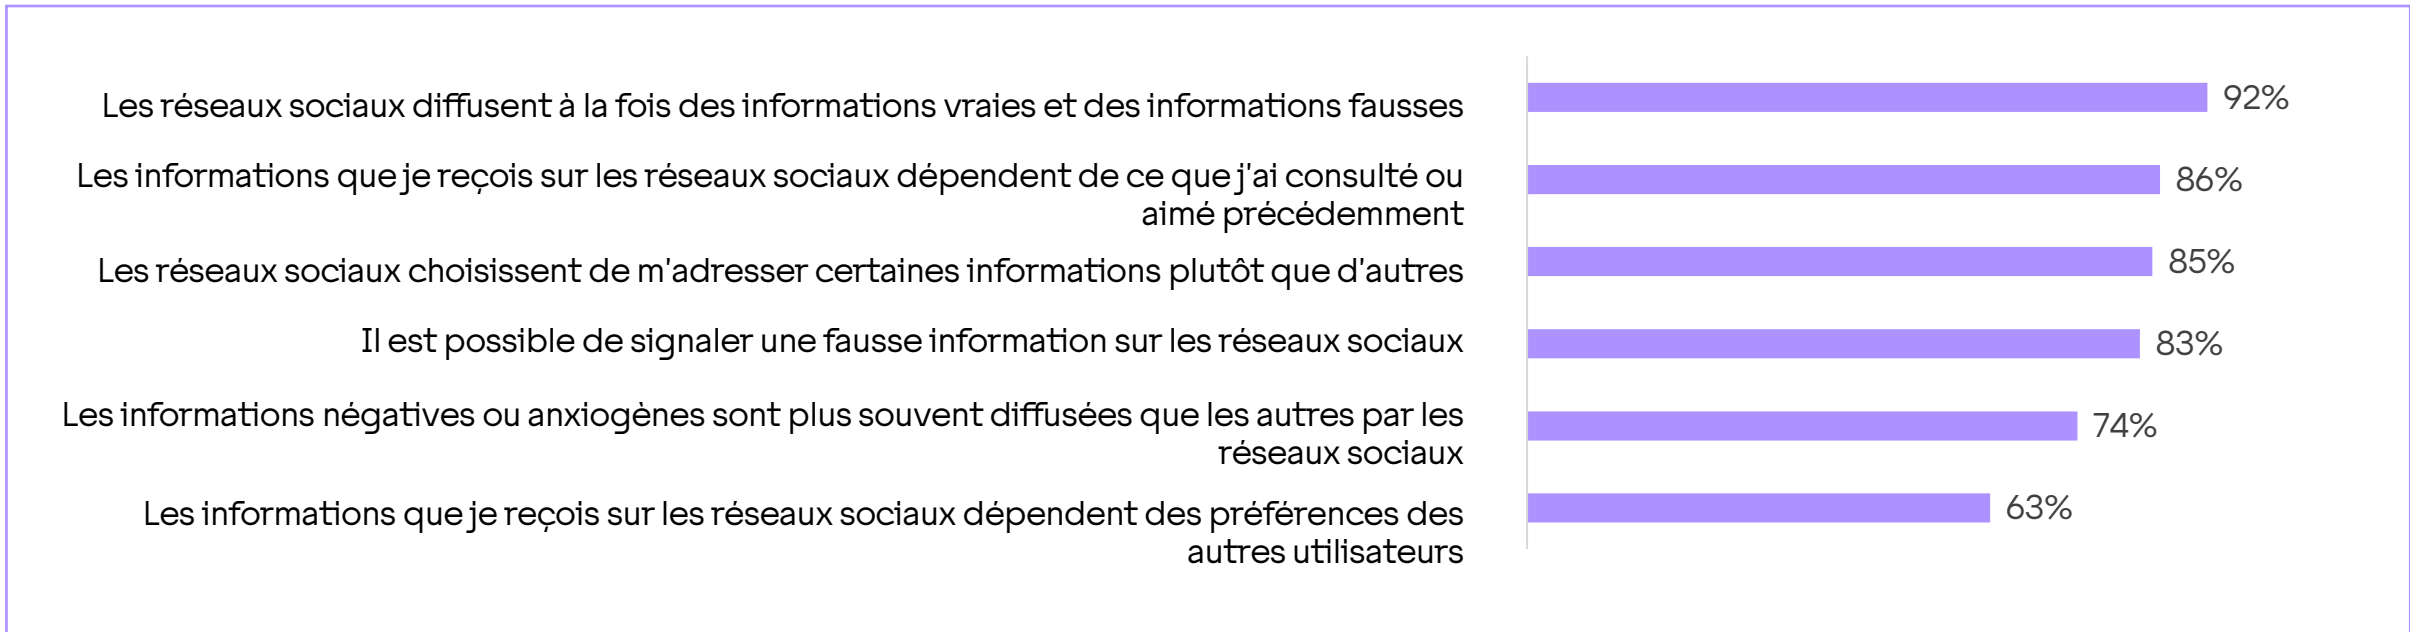 Les réseaux sociaux diffusent à la fois des informations vraies et des informations fausses
92%
Les informations que je reçois sur les réseaux sociaux dépendent de ce que j'ai consulté ou
aimé précédemment
86%
Les réseaux sociaux choisissent de m'adresser certaines informations plutôt que d'autres
85%
Il est possible de signaler une fausse information sur les réseaux sociaux
83%
Les informations négatives ou anxiogènes sont plus souvent diffusées que les autres par les
réseaux sociaux
74%
Les informations que je reçois sur les réseaux sociaux dépendent des préférences des
autres utilisateurs
63%